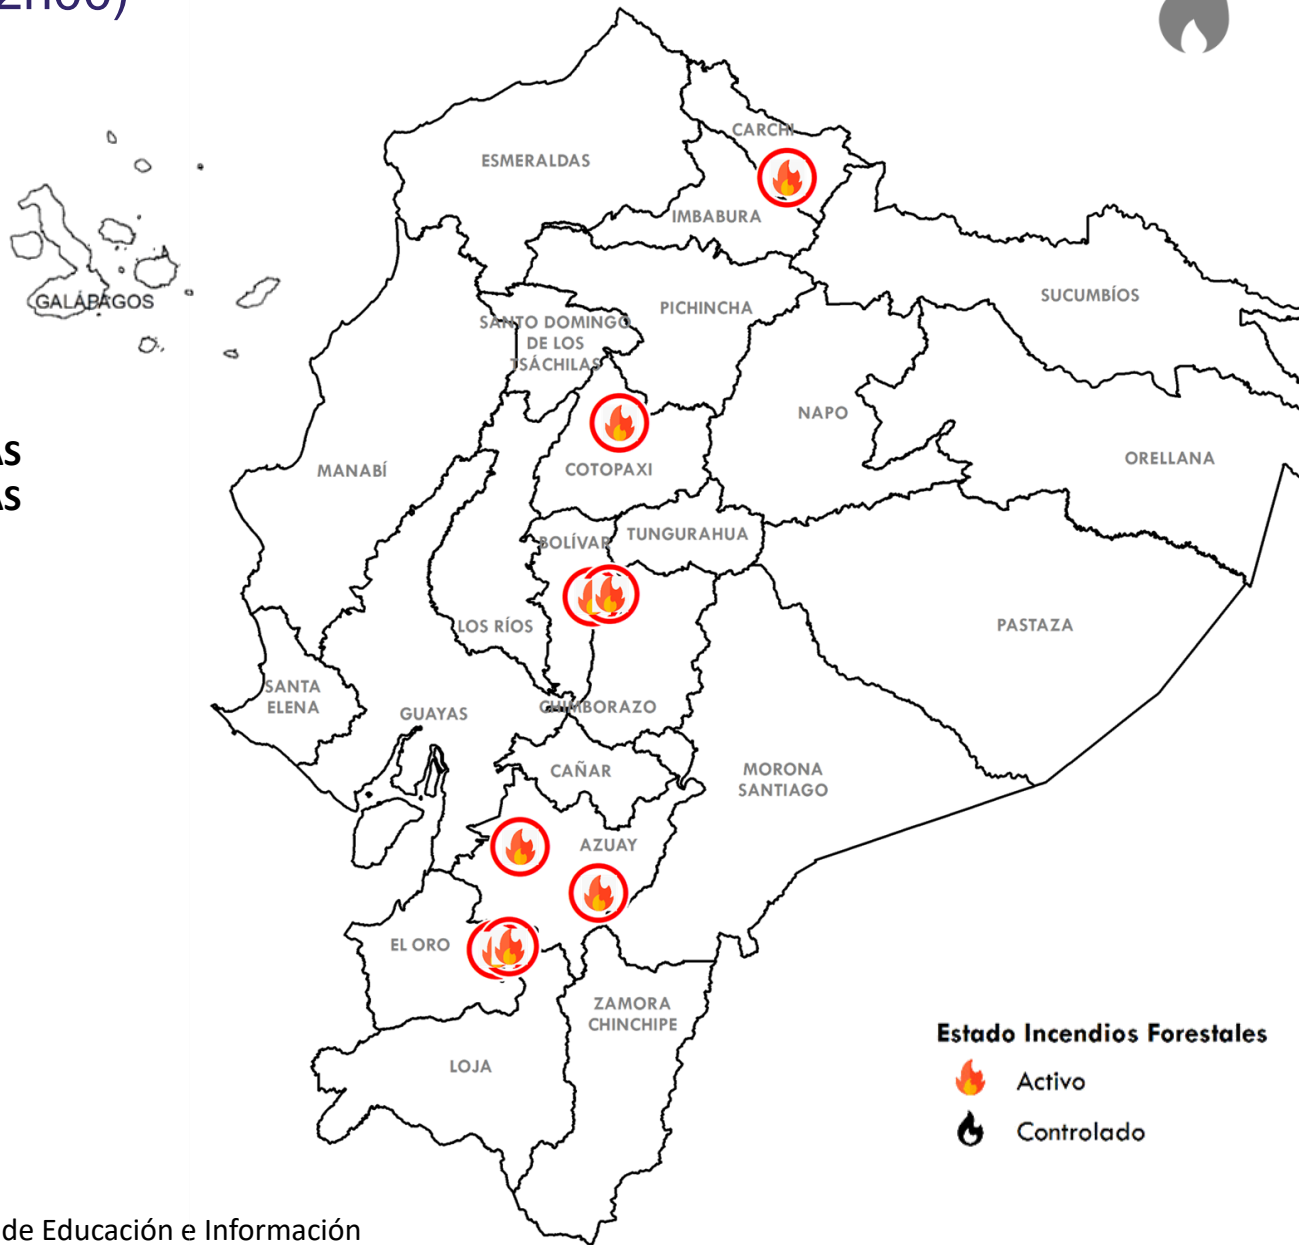 CARCHI
ESMERALDAS
IMBABURA
GALÁPAGOS
SUCUMBÍOS
PICHINCHA
SANTO DOMINGO
DE LOS
TSÁCHILAS
NAPO
MANABÍ
COTOPAXI
ORELLANA
TUNGURAHUA
BOLÍVAR
LOS RÍOS
PASTAZA
SANTA
ELENA
GUAYAS
CHIMBORAZO
CAÑAR
MORONA
SANTIAGO
AZUAY
EL ORO
ZAMORA
CHINCHIPE
LOJA
Estado Incendios Forestales
Activo
Controlado
de Educación e Información